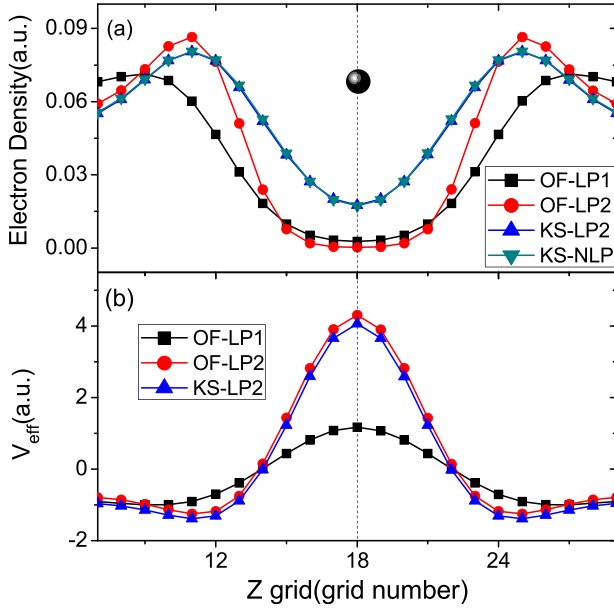 (a)
0.09
0.06
0.03
0.00
Electron Density(a.u.)
OF-LP1
OF-LP2
KS-LP2
KS-NLP
(b)
4
2
0
-2
V_eff(a.u.)
OF-LP1
OF-LP2
KS-LP2
12
18
24
Z grid(grid number)